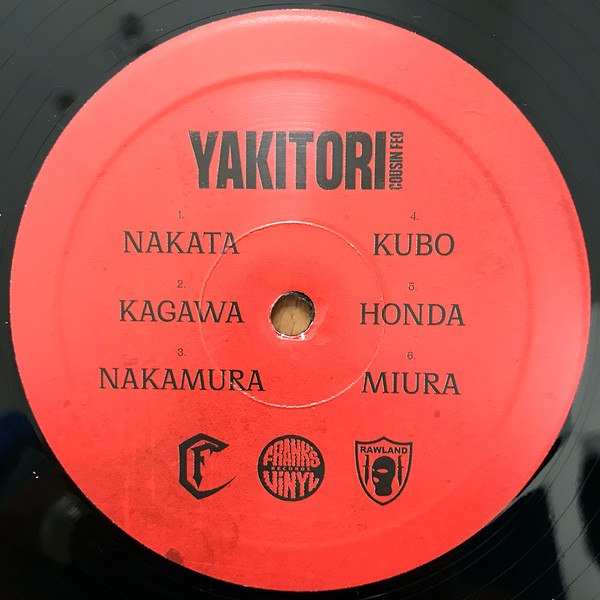 YAKITORI
COUSIN FEO
1.
NAKATA
2.
KAGAWA
3.
NAKAMURA
4.
KUBO
5.
HONDA
6.
MIURA
CF
FRANKS
RECORDS
VINYL
RAWLAND